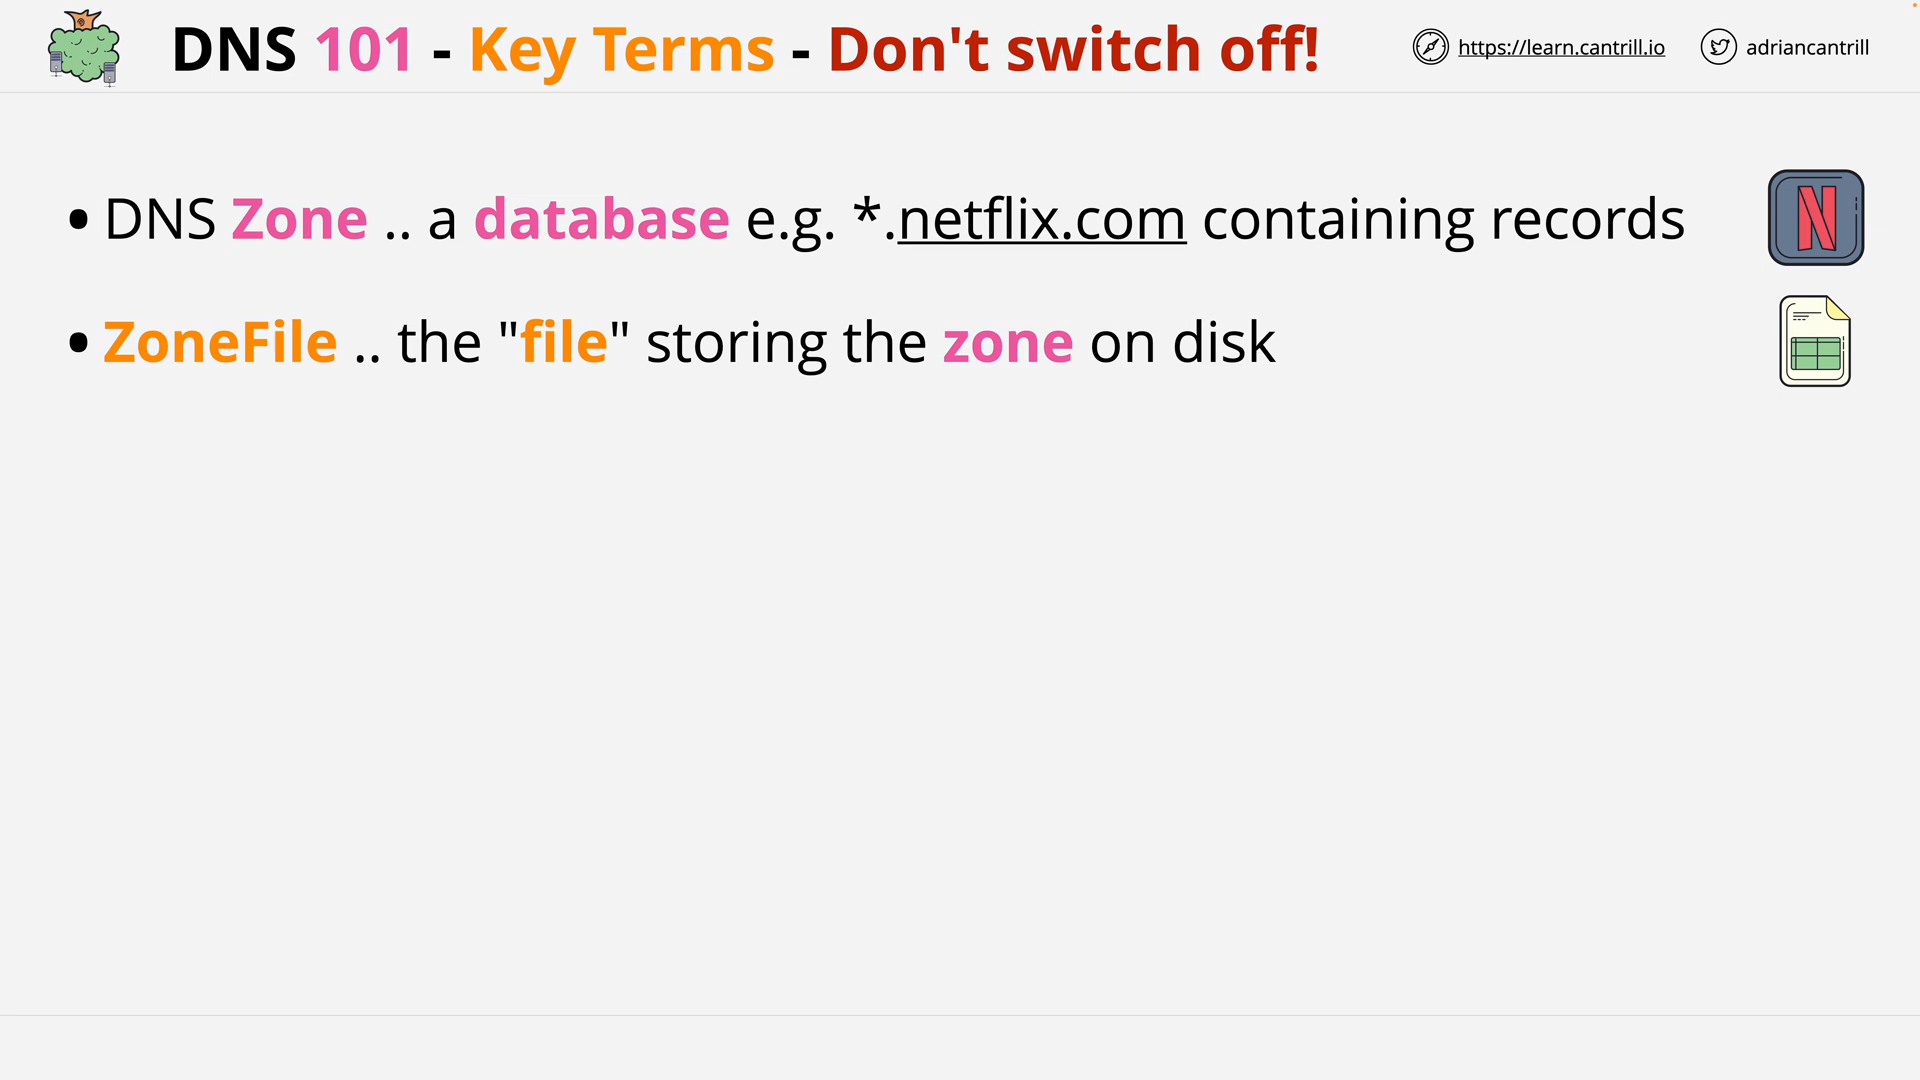 DNS 101 - Key Terms - Don't switch off!
https://learn.cantrill.io
adriancantrill
• DNS Zone .. a database e.g. *.netflix.com containing records
N
• ZoneFile .. the "file" storing the zone on disk